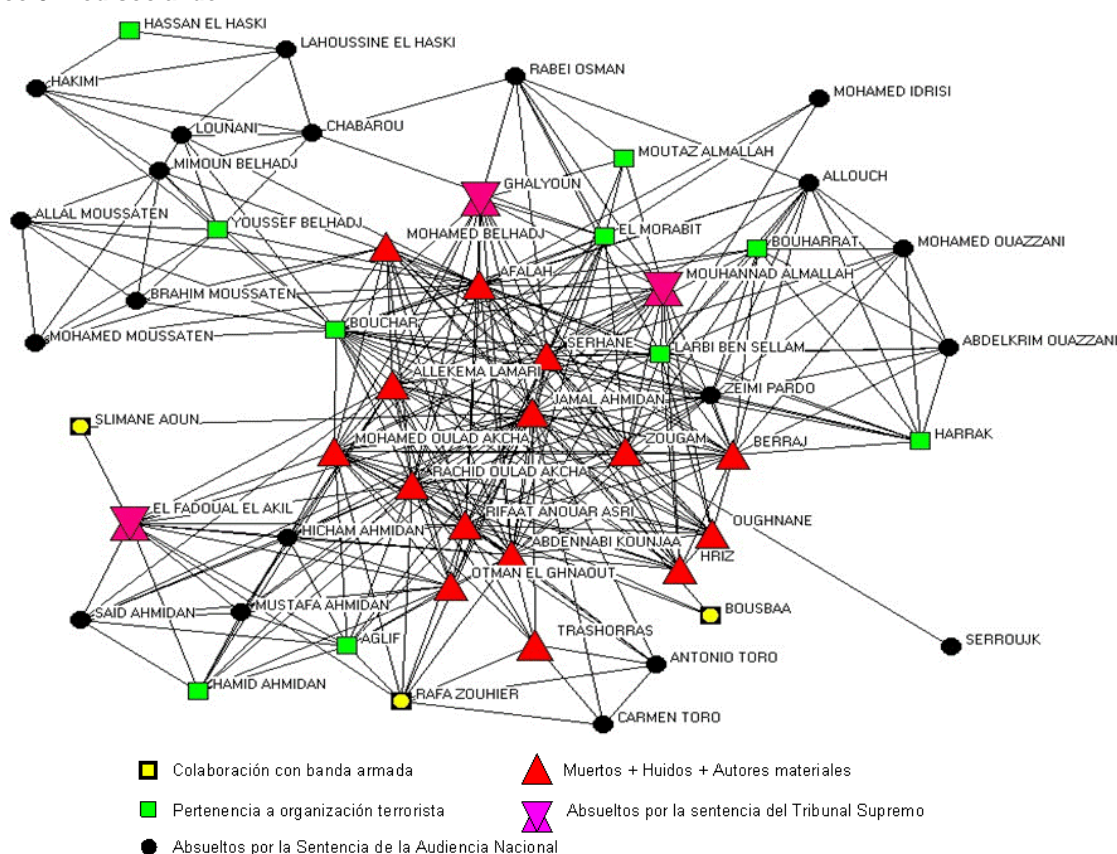 HASSAN EL HASKI
LAHOUSSINE EL HASKI
RABEI OSMAN
HAKIMI
MOHAMED IDRISI
LOUNANI
CHABAROU
MOUTAZ ALMALLAH
MIMOUN BELHADJ
ALLOUCH
GHALYOUN
ALLAL MOUSSATEN
YOUSSEF BELHADJ
MOHAMED BELHADJ
EL MORABIT
BOUHARRAT
MOHAMED OUAZZANI
AFALAH
MOUHANNAD ALMALLAH
BRAHIM MOUSSATEN
BOUCHAR
MOHAMED MOUSSATEN
SERHANE
LARBI BEN SELLAM
ABDELKRIM OUAZZANI
ALLEKEMA LAMARI
ZEIMI PARDO
JAMAL AHMIDAN
SLIMANE AOUN
MOHAMED OULAD AKCHA
ZOUGAM
BERRAJ
HARRAK
RACHID OULAD AKCHA
EL FADOUAL EL AKIL
RIFAAT ANOUAR ASRI
OUGHNANE
HICHAM AHMIDAN
ABDENNABI KOUNJAA
HRIZ
OTMAN EL GHNAOUT
SAID AHMIDAN
MUSTAFA AHMIDAN
BOUSBAA
TRASHORRAS
AGLIF
SERROUJK
ANTONIO TORO
HAMID AHMIDAN
RAFA ZOUHIER
CARMEN TORO
Colaboración con banda armada
Muertos + Huidos + Autores materiales
Pertenencia a organización terrorista
Absueltos por la sentencia del Tribunal Supremo
Absueltos por la Sentencia de la Audiencia Nacional